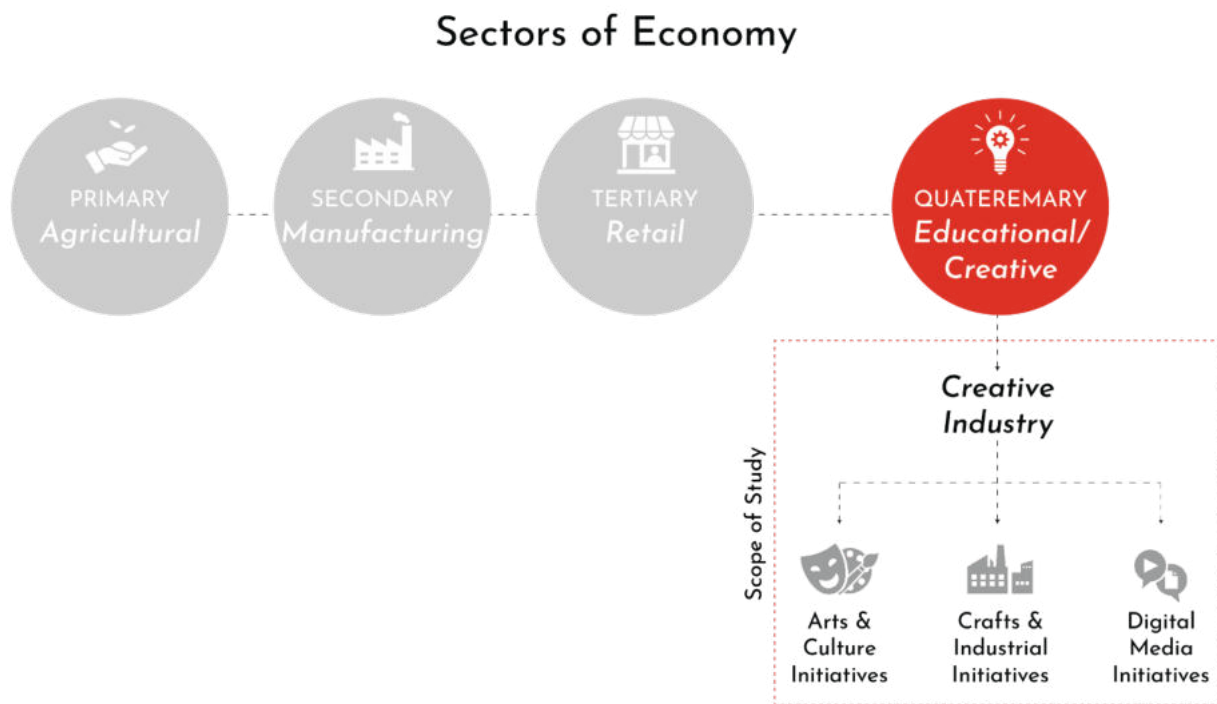 Sectors of Economy
PRIMARY
Agricultural
SECONDARY
Manufacturing
TERTIARY
Retail
QUATEREMARY
Educational/
Creative
Creative
Industry
Scope of Study
Arts &
Culture
Initiatives
Crafts &
Industrial
Initiatives
Digital
Media
Initiatives